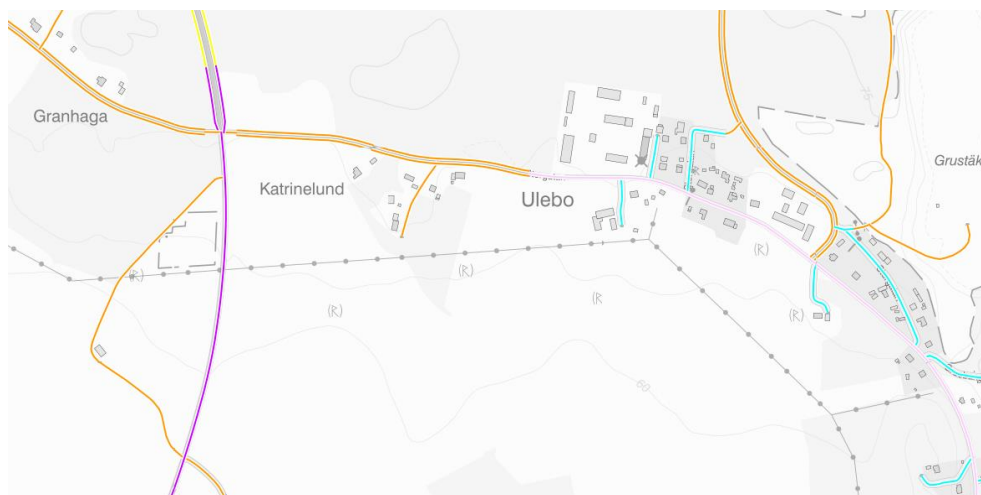 Granhaga
Katrinelund
Ulebo
Grustäk
(R)
(R)
(R)
(R)
(R
(R)